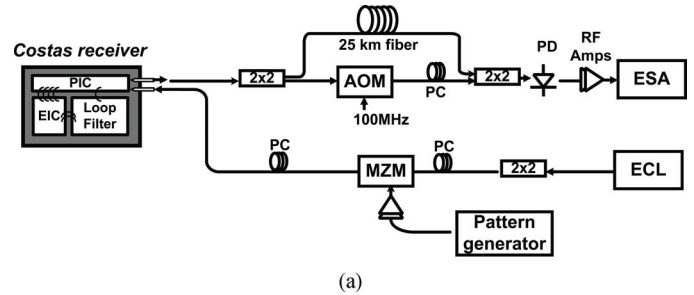 Costas receiver
PIC
EIC
Loop
Filter
2x2
25 km fiber
AOM
100MHz
PC
2x2
PD
RF
Amps
ESA
PC
MZM
PC
2x2
ECL
Pattern
generator
(a)